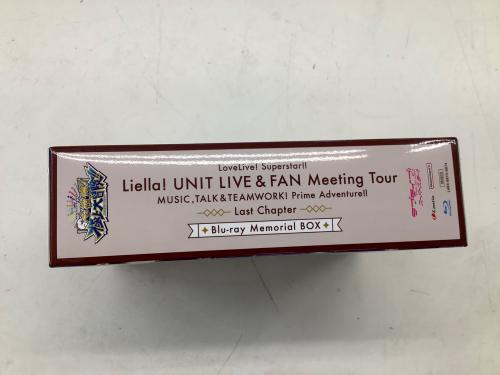 LoveLive! Superstar!!
Liella! UNIT LIVE & FAN Meeting Tour
MUSIC, TALK & TEAMWORK! Prime Adventure!!
Last Chapter
Blu-ray Memorial BOX